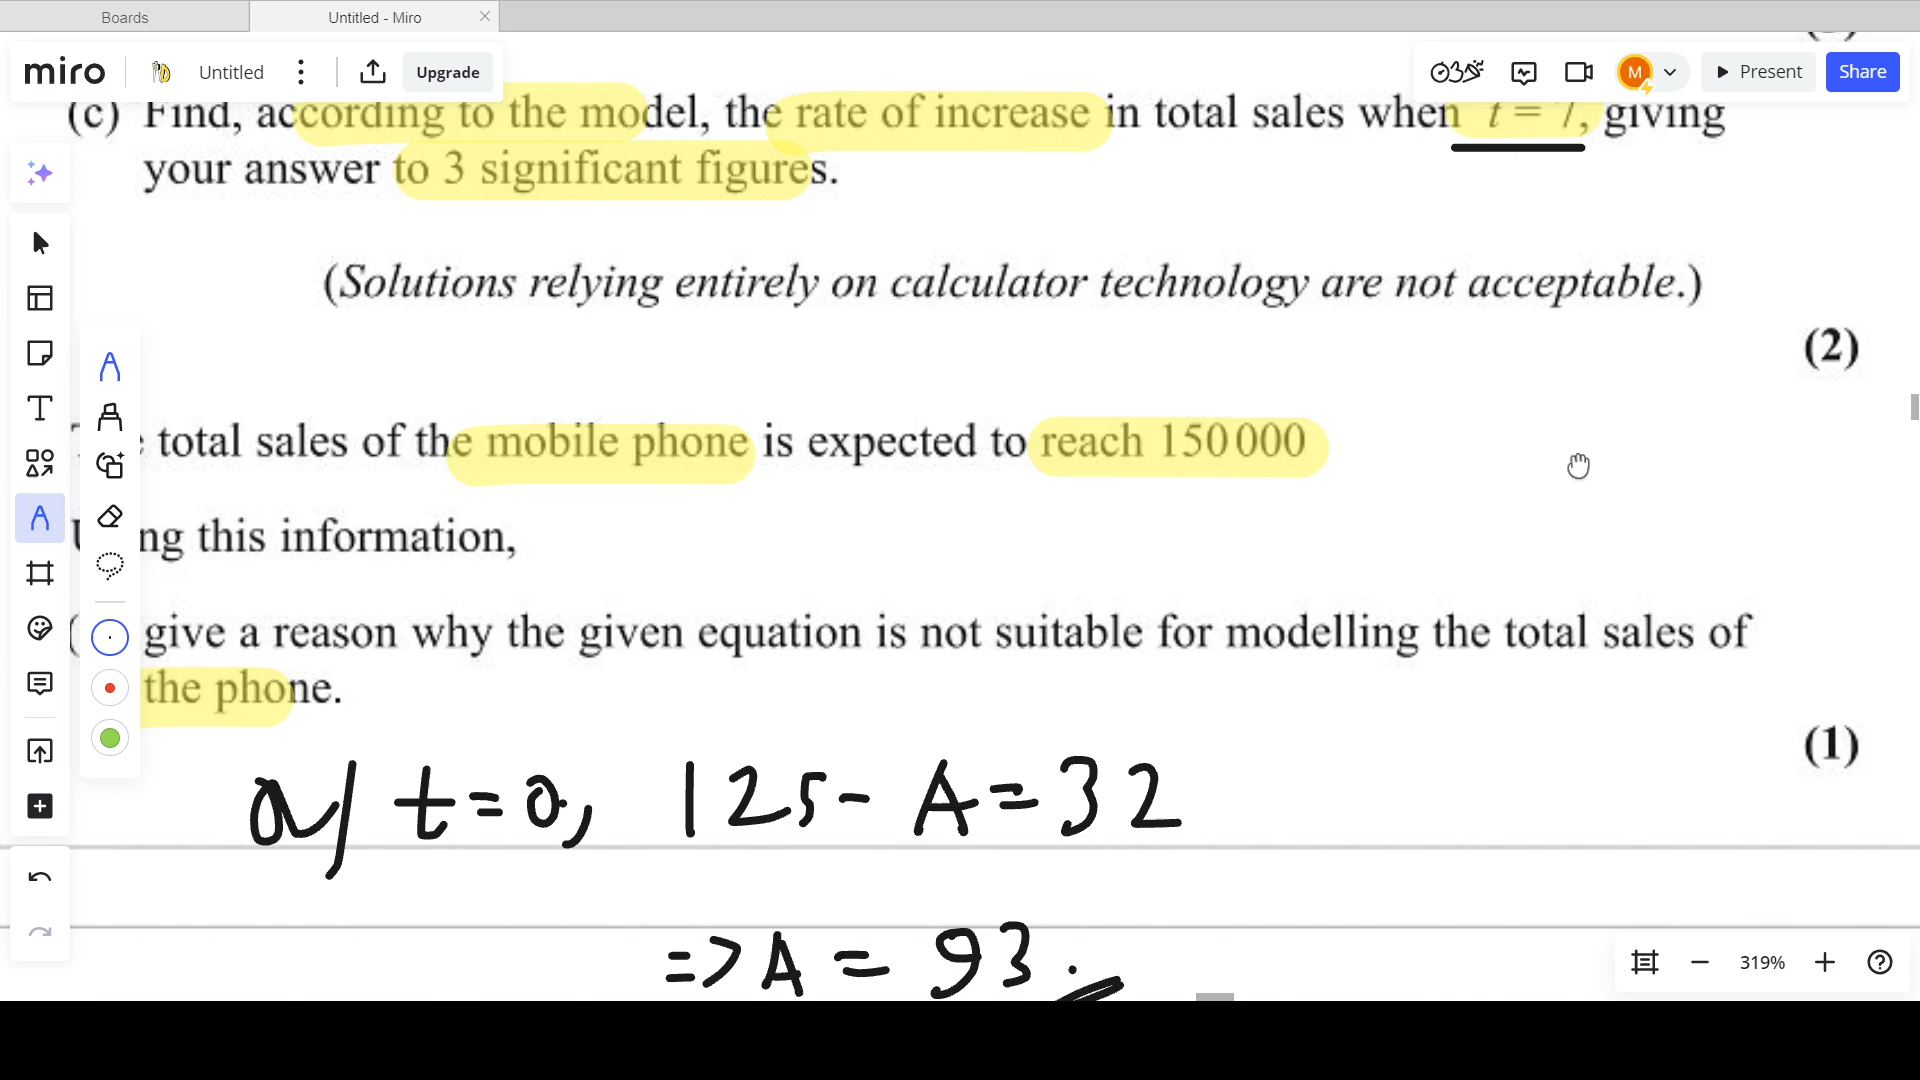 Boards
Untitled - Miro
miro
Untitled
Upgrade
M
Present
Share
(c) Find, according to the model, the rate of increase in total sales when t = 7, giving
your answer to 3 significant figures.
(Solutions relying entirely on calculator technology are not acceptable.)
(2)
total sales of the mobile phone is expected to reach 150 000
ng this information,
give a reason why the given equation is not suitable for modelling the total sales of
the phone.
(1)
a/ t=0, 125- A=32
=> A = 93.
319%